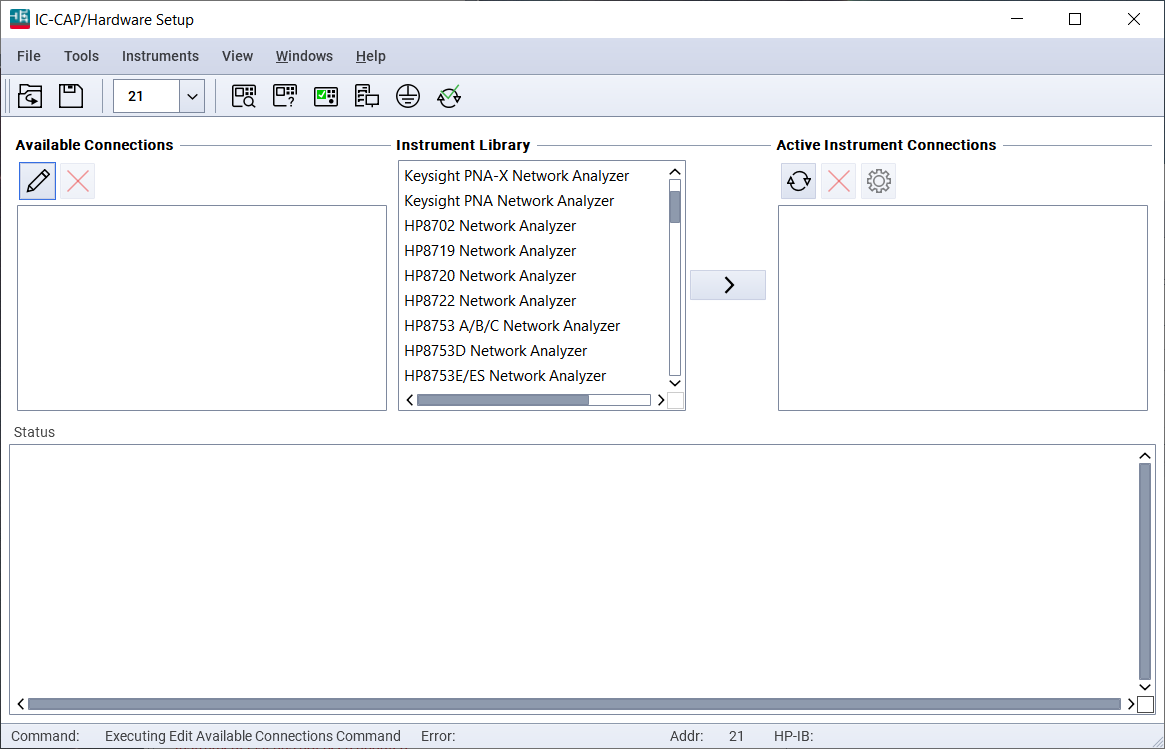 IC-CAP/Hardware Setup
File Tools Instruments View Windows Help
21
Available Connections
Instrument Library
Active Instrument Connections
Keysight PNA-X Network Analyzer
Keysight PNA Network Analyzer
HP8702 Network Analyzer
HP8719 Network Analyzer
HP8720 Network Analyzer
HP8722 Network Analyzer
HP8753 A/B/C Network Analyzer
HP8753D Network Analyzer
HP8753E/ES Network Analyzer
Status
Command: Executing Edit Available Connections Command Error: Addr: 21 HP-IB: